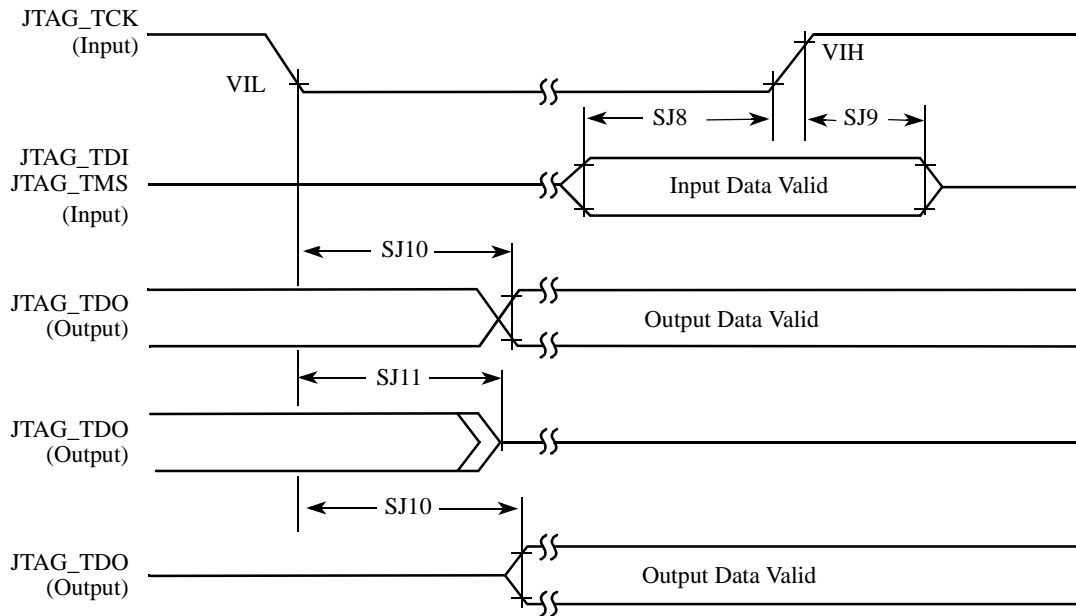 JTAG_TCK
(Input)
VIL
VIH
SJ8
SJ9
JTAG_TDI
JTAG_TMS
(Input)
Input Data Valid
SJ10
JTAG_TDO
(Output)
Output Data Valid
SJ11
JTAG_TDO
(Output)
SJ10
JTAG_TDO
(Output)
Output Data Valid